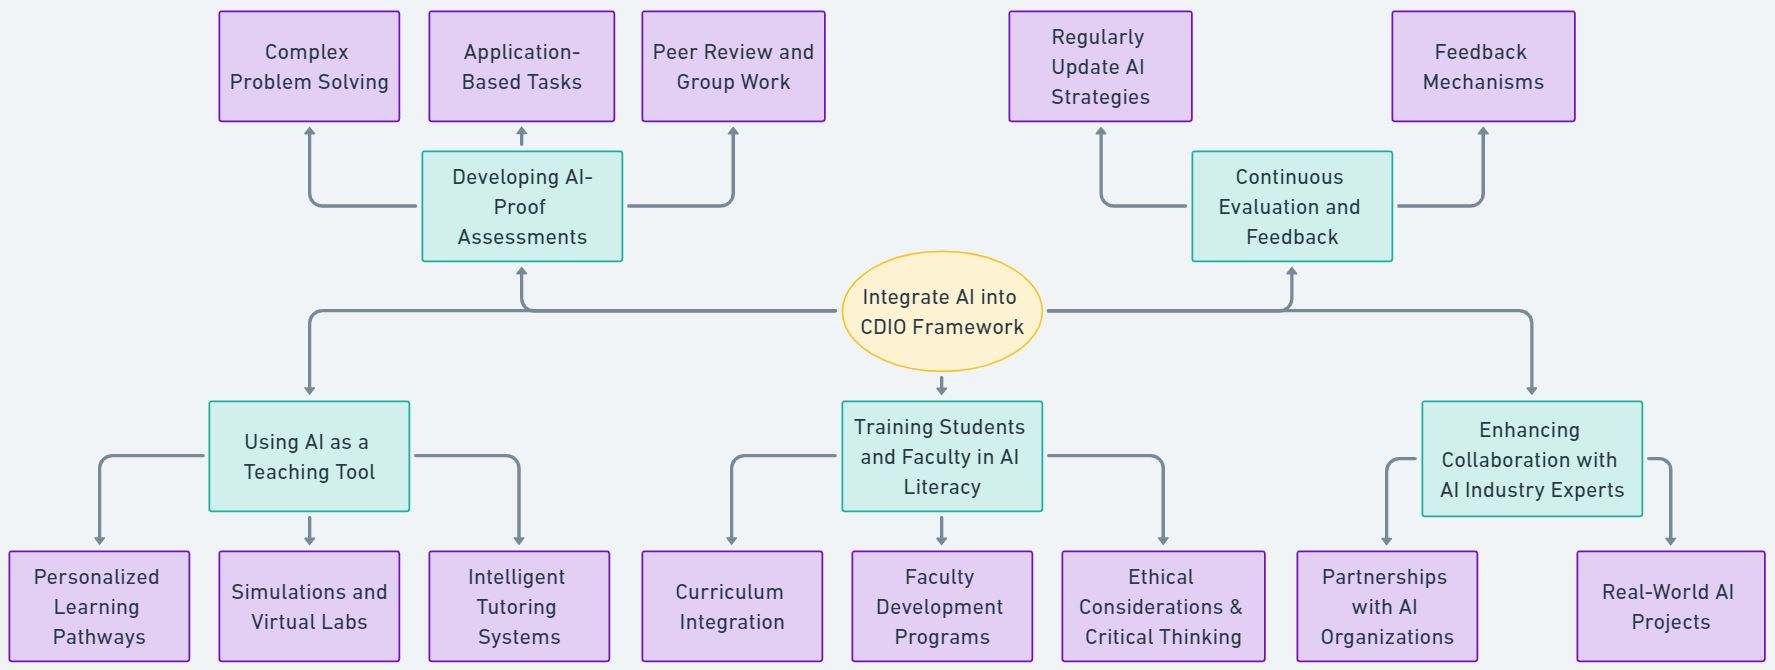 Complex
Problem Solving
Application-
Based Tasks
Peer Review and
Group Work
Regularly
Update AI
Strategies
Feedback
Mechanisms
Developing AI-
Proof
Assessments
Continuous
Evaluation and
Feedback
Integrate AI into
CDIO Framework
Using AI as a
Teaching Tool
Training Students
and Faculty in AI
Literacy
Enhancing
Collaboration with
AI Industry Experts
Personalized
Learning
Pathways
Simulations and
Virtual Labs
Intelligent
Tutoring
Systems
Curriculum
Integration
Faculty
Development
Programs
Ethical
Considerations &
Critical Thinking
Partnerships
with AI
Organizations
Real-World AI
Projects